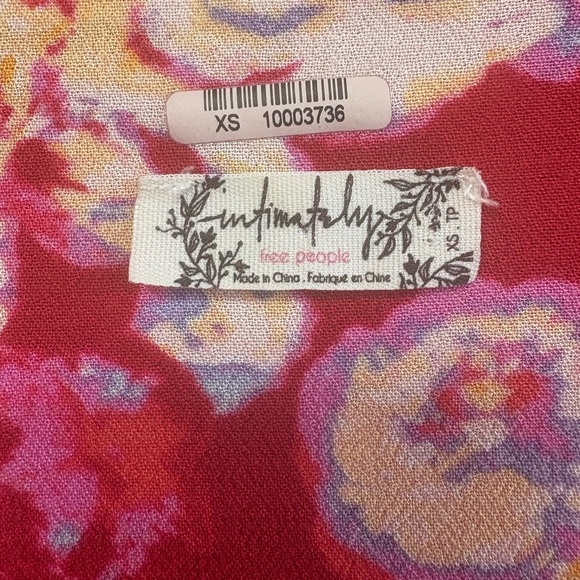 XS 10003736
intimately
free people
Made in China . Fabriqué en Chine
XS TP